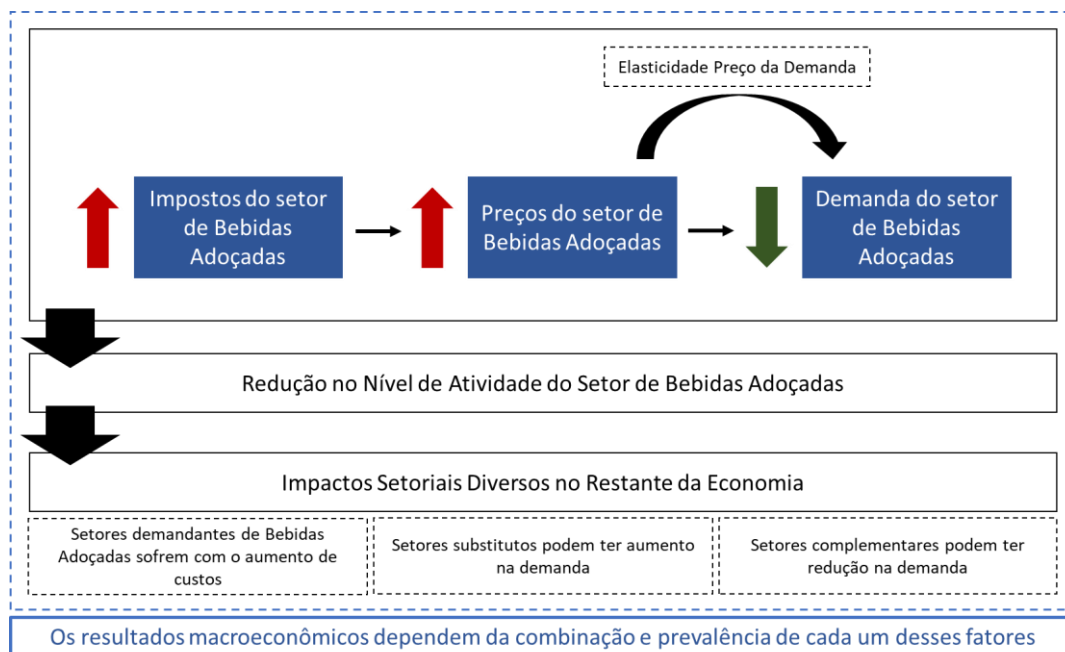 Elasticidade Preço da Demanda
Impostos do setor
de Bebidas
Adoçadas
Preços do setor de
Bebidas Adoçadas
Demanda do setor
de Bebidas
Adoçadas
Redução no Nível de Atividade do Setor de Bebidas Adoçadas
Impactos Setoriais Diversos no Restante da Economia
Setores demandantes de Bebidas
Adoçadas sofrem com o aumento de
custos
Setores substitutos podem ter aumento
na demanda
Setores complementares podem ter
redução na demanda
Os resultados macroeconômicos dependem da combinação e prevalência de cada um desses fatores